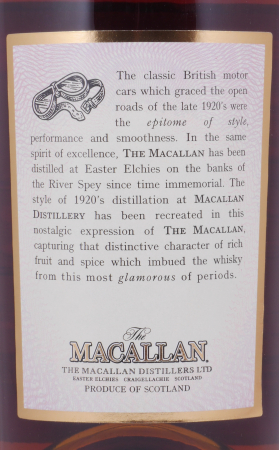 The classic British motor
cars which graced the open
roads of the late 1920's were
the epitome of style,
performance and smoothness. In the same
spirit of excellence, THE MACALLAN has been
distilled at Easter Elchies on the banks of
the River Spey since time immemorial. The
style of 1920's distillation at MACALLAN
DISTILLERY has been recreated in this
nostalgic expression of THE MACALLAN,
capturing that distinctive character of rich
fruit and spice which imbued the whisky
from this most glamorous of periods.
The
MACALLAN.
THE MACALLAN DISTILLERS LTD
EASTER ELCHIES CRAIGELLACHIE SCOTLAND
PRODUCE OF SCOTLAND